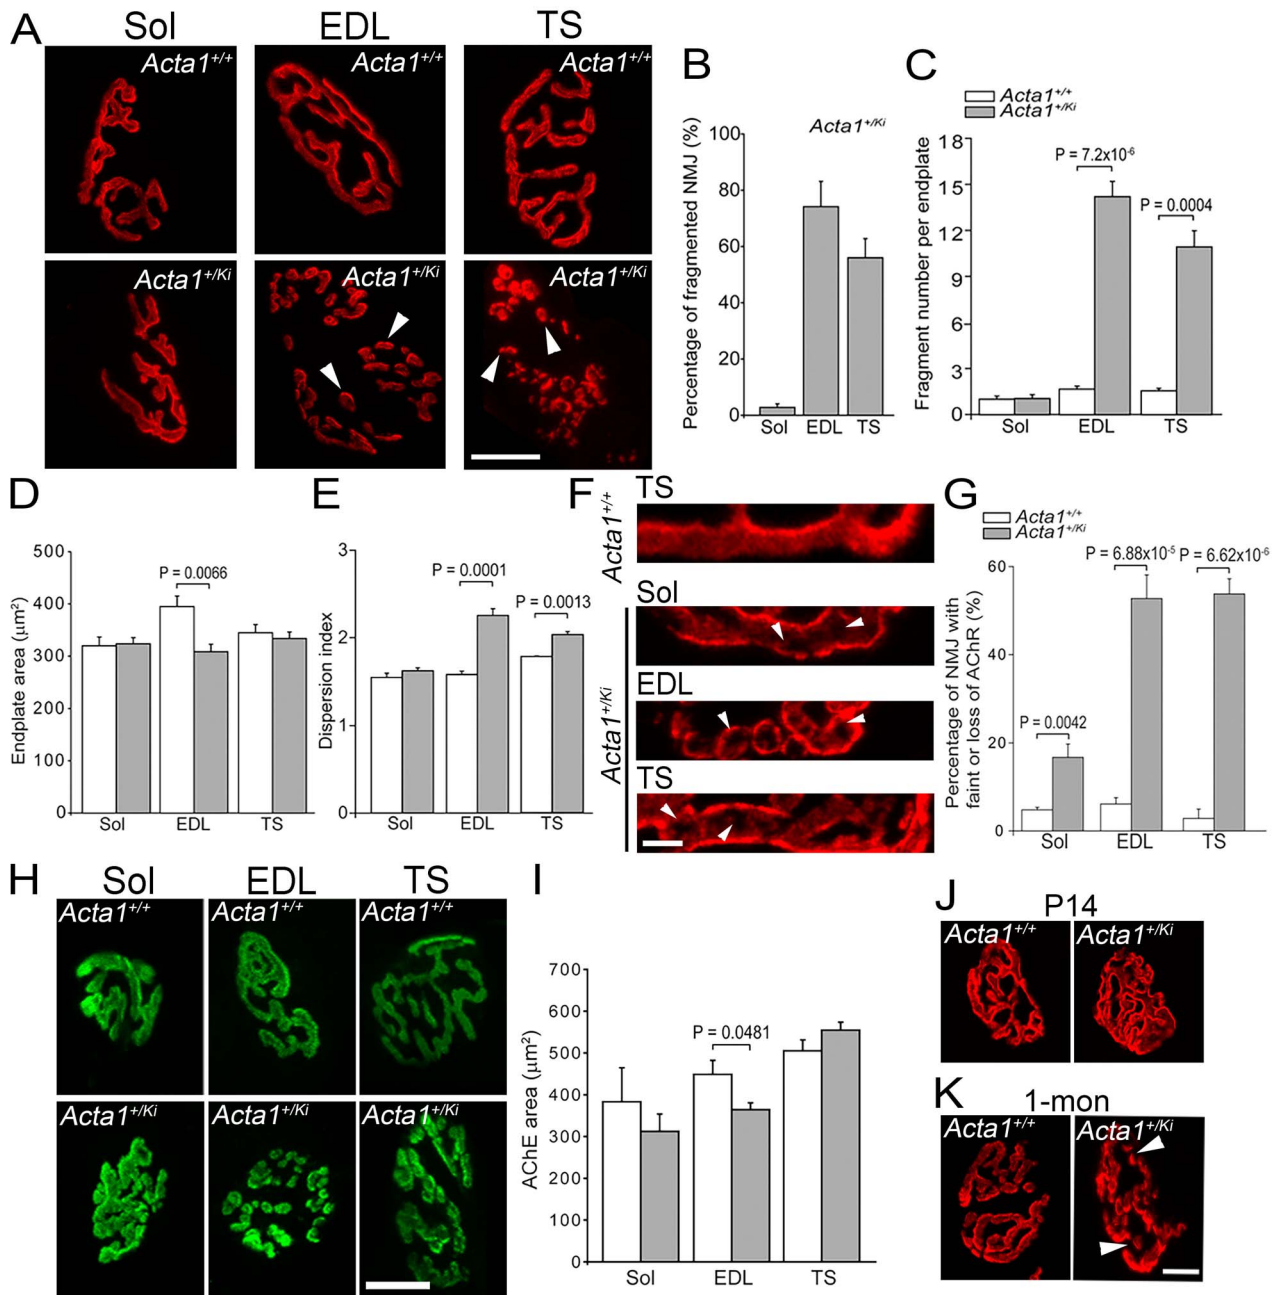 A
Sol
EDL
TS
Acta1+/+
Acta1+/+
Acta1+/+
Acta1+/Ki
Acta1+/Ki
Acta1+/Ki
B
Acta1+/Ki
Percentage of fragmented NMJ (%)
100
80
60
40
20
0
Sol
EDL
TS
C
Acta1+/+
Acta1+/Ki
Fragment number per endplate
18
15
12
9
6
3
0
P = 7.2x10-6
P = 0.0004
Sol
EDL
TS
D
Endplate area (μm2)
500
400
300
200
100
0
P = 0.0066
Sol
EDL
TS
E
Dispersion index
3
2
1
0
P = 0.0001
P = 0.0013
Sol
EDL
TS
F
TS
Acta1+/+
Sol
EDL
TS
Acta1+/Ki
G
Acta1+/+
Acta1+/Ki
Percentage of NMJ with
faint or loss of AChR (%)
60
40
20
0
P = 0.0042
P = 6.88x10-5
P = 6.62x10-6
Sol
EDL
TS
H
Sol
EDL
TS
Acta1+/+
Acta1+/+
Acta1+/+
Acta1+/Ki
Acta1+/Ki
Acta1+/Ki
I
AChE area (μm2)
700
600
500
400
300
200
100
0
P = 0.0481
Sol
EDL
TS
J
P14
Acta1+/+
Acta1+/Ki
K
1-mon
Acta1+/+
Acta1+/Ki